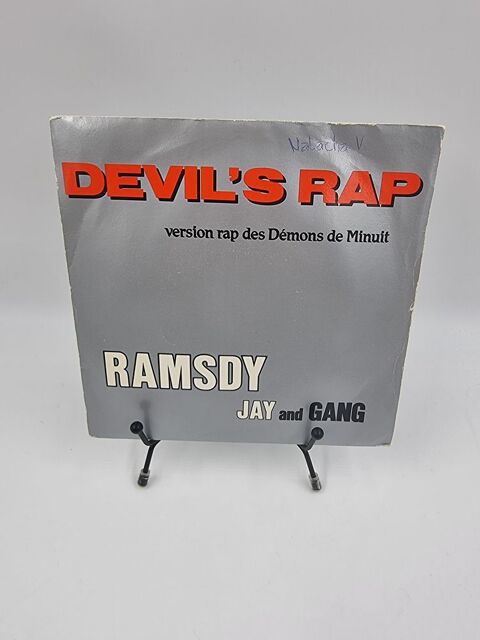 Natacha V
DEVIL'S RAP
version rap des Démons de Minuit
RAMSDY
JAY and GANG